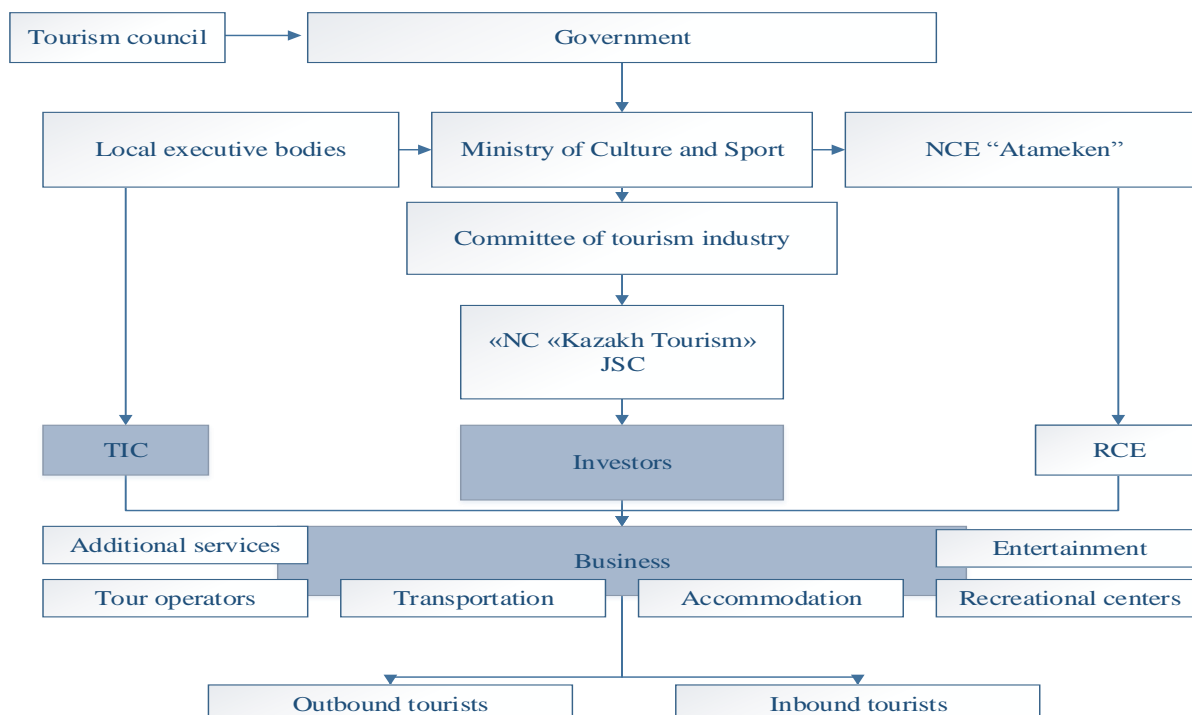 Tourism council
Government
Local executive bodies
Ministry of Culture and Sport
NCE “Atameken”
Committee of tourism industry
«NC «Kazakh Tourism»
JSC
TIC
Investors
RCE
Additional services
Business
Entertainment
Tour operators
Transportation
Accommodation
Recreational centers
Outbound tourists
Inbound tourists